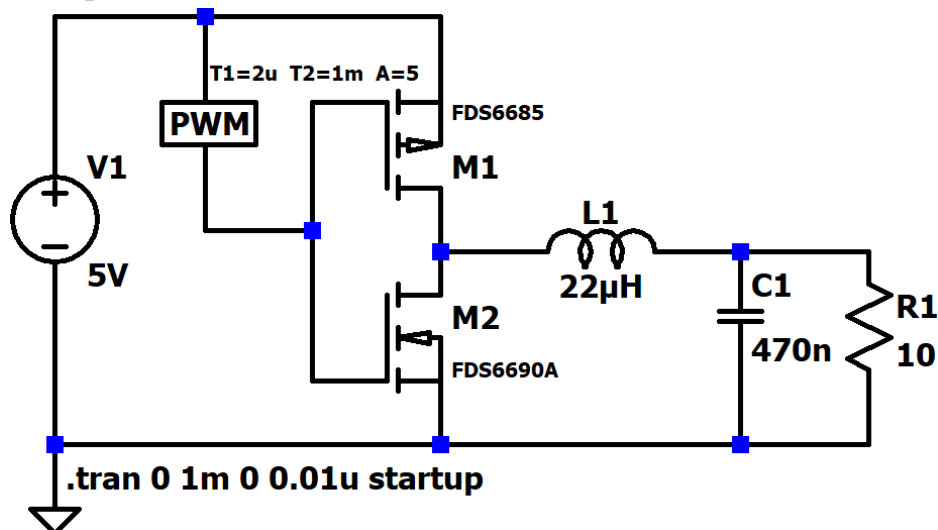 T1=2u T2=1m A=5
PWM
FDS6685
M1
V1
5V
L1
22µH
M2
FDS6690A
C1
470n
R1
10
.tran 0 1m 0 0.01u startup